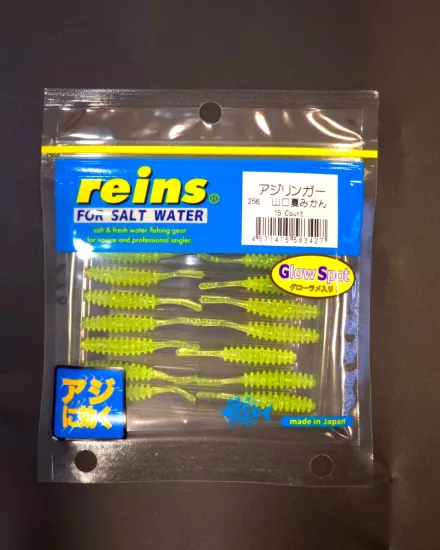 reins®
FOR SALT WATER
salt & fresh water fishing gear
for novice and professional angler.
アジリンガー
256 山口夏みかん
15 Count
4571415583427
Glow Spot
グローラメ入り
アジ
に効く
made in Japan